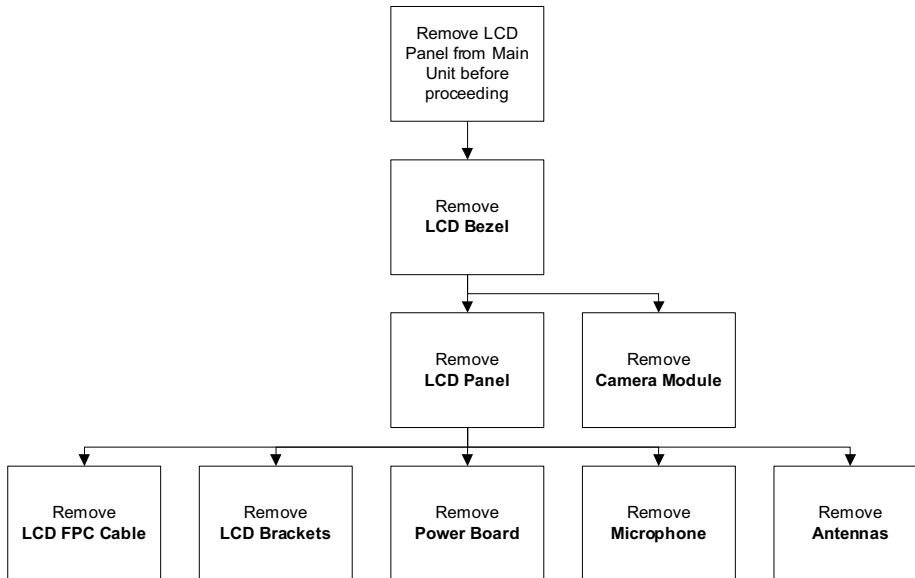 Remove LCD
Panel from Main
Unit before
proceeding
Remove
LCD Bezel
Remove
LCD Panel
Remove
Camera Module
Remove
LCD FPC Cable
Remove
LCD Brackets
Remove
Power Board
Remove
Microphone
Remove
Antennas